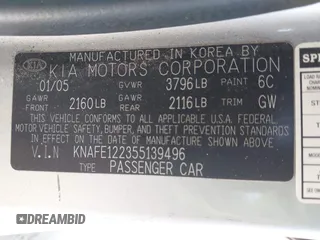 MANUFACTURED IN KOREA BY
KIA MOTORS CORPORATION
01/05 GVWR 3796LB PAINT 6C
GAWR FRONT 2160LB GAWR REAR 2116LB TRIM GW
THIS VEHICLE CONFORMS TO ALL APPLICABLE U.S.A. FEDERAL
MOTOR VEHICLE SAFETY, BUMPER, AND THEFT PREVENTION
STANDARDS IN EFFECT ON THE DATE OF MANUFACTURE SHOWN
ABOVE.
V.I.N KNAFE122355139496
TYPE PASSENGER CAR
DREAMBID